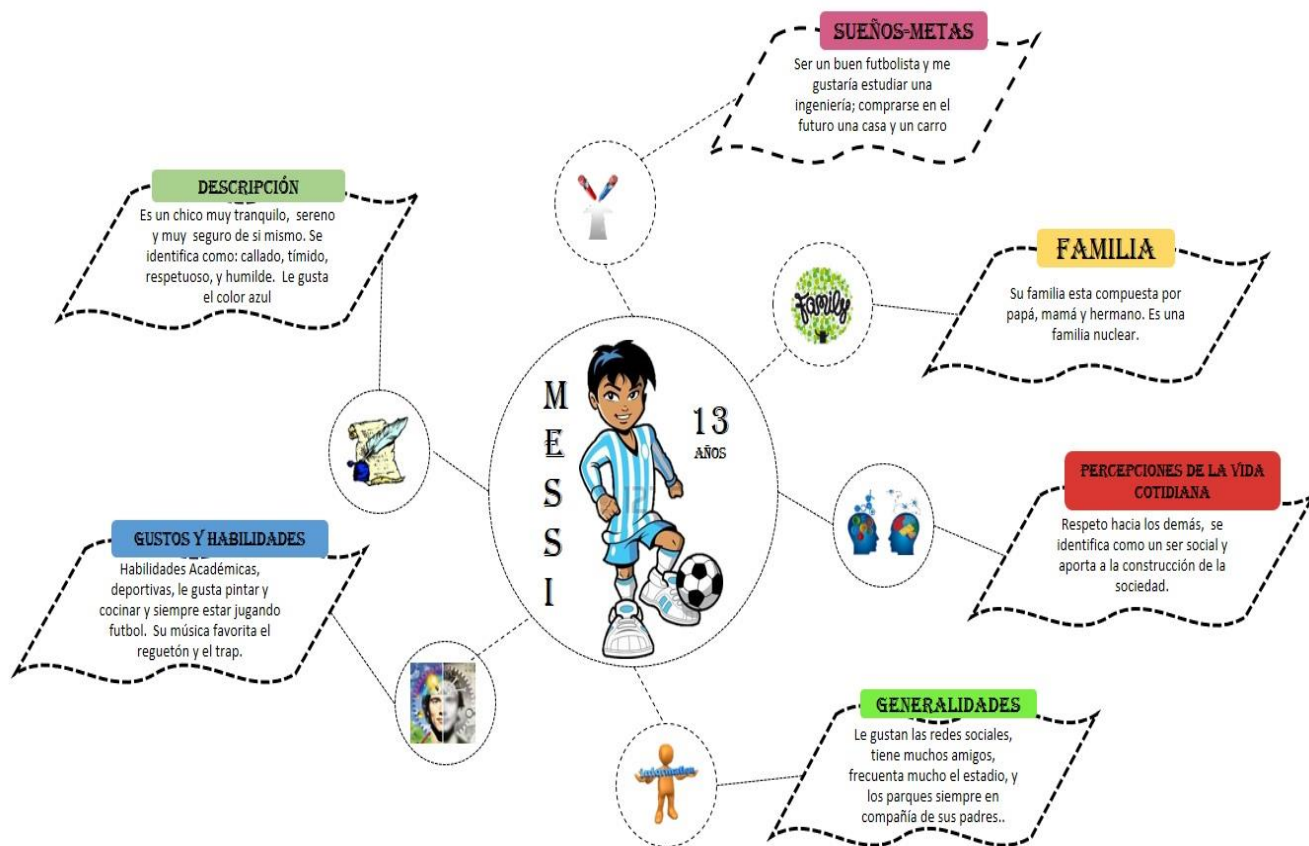 SUEÑOS-METAS
Ser un buen futbolista y me
gustaría estudiar una
ingeniería; comprarse en el
futuro una casa y un carro
DESCRIPCIÓN
Es un chico muy tranquilo, sereno
y muy seguro de si mismo. Se
identifica como: callado, tímido,
respetuoso, y humilde. Le gusta
el color azul
FAMILIA
Su familia esta compuesta por
papá, mamá y hermano. Es una
familia nuclear.
Family
MESSI
13
AÑOS
12
PERCEPCIONES DE LA VIDA
COTIDIANA
Respeto hacia los demás, se
identifica como un ser social y
aporta a la construcción de la
sociedad.
GUSTOS Y HABILIDADES
Habilidades Académicas,
deportivas, le gusta pintar y
cocinar y siempre estar jugando
futbol. Su música favorita el
reguetón y el trap.
GENERALIDADES
Le gustan las redes sociales,
tiene muchos amigos,
frecuenta mucho el estadio, y
los parques siempre en
compañía de sus padres..